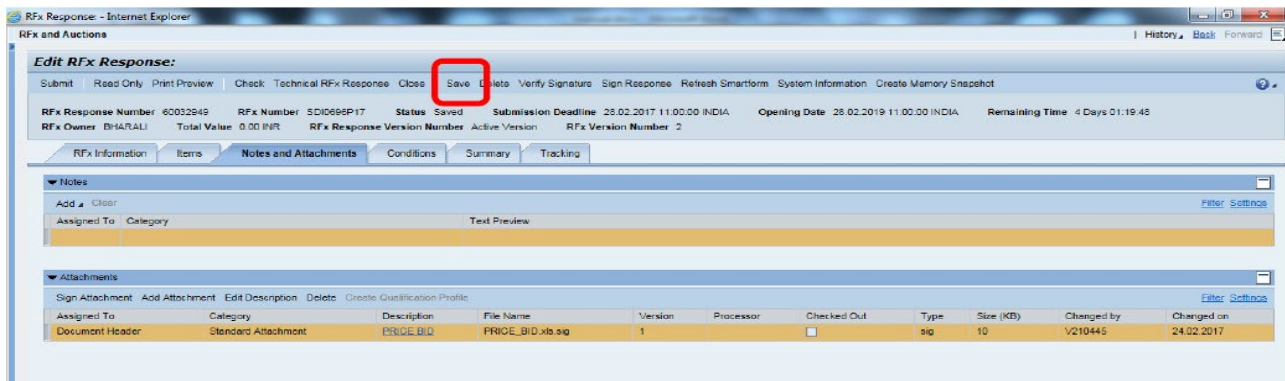 RFx Response: - Internet Explorer
RFx and Auctions
History Back Forward
Edit RFx Response:
Submit Read Only Print Preview Check Technical RFx Response Close Save Delete Verify Signature Sign Response Refresh Smartform System Information Create Memory Snapshot
RFx Response Number 60032949 RFx Number SDI0696P17 Status Saved Submission Deadline 28.02.2017 11:00:00 INDIA Opening Date 28.02.2019 11:00:00 INDIA Remaining Time 4 Days 01:19:48
RFx Owner BHARALI Total Value 0.00 INR RFx Response Version Number Active Version RFx Version Number 2
RFx Information Items Notes and Attachments Conditions Summary Tracking
Notes
Add Clear Filter Settings
Assigned To Category Text Preview
Attachments
Sign Attachment Add Attachment Edit Description Delete Create Qualification Profile Filter Settings
Assigned To Category Description File Name Version Processor Checked Out Type Size (KB) Changed by Changed on
Document Header Standard Attachment PRICE BID PRICE_BID.xls.sig 1 sig 10 V210445 24.02.2017